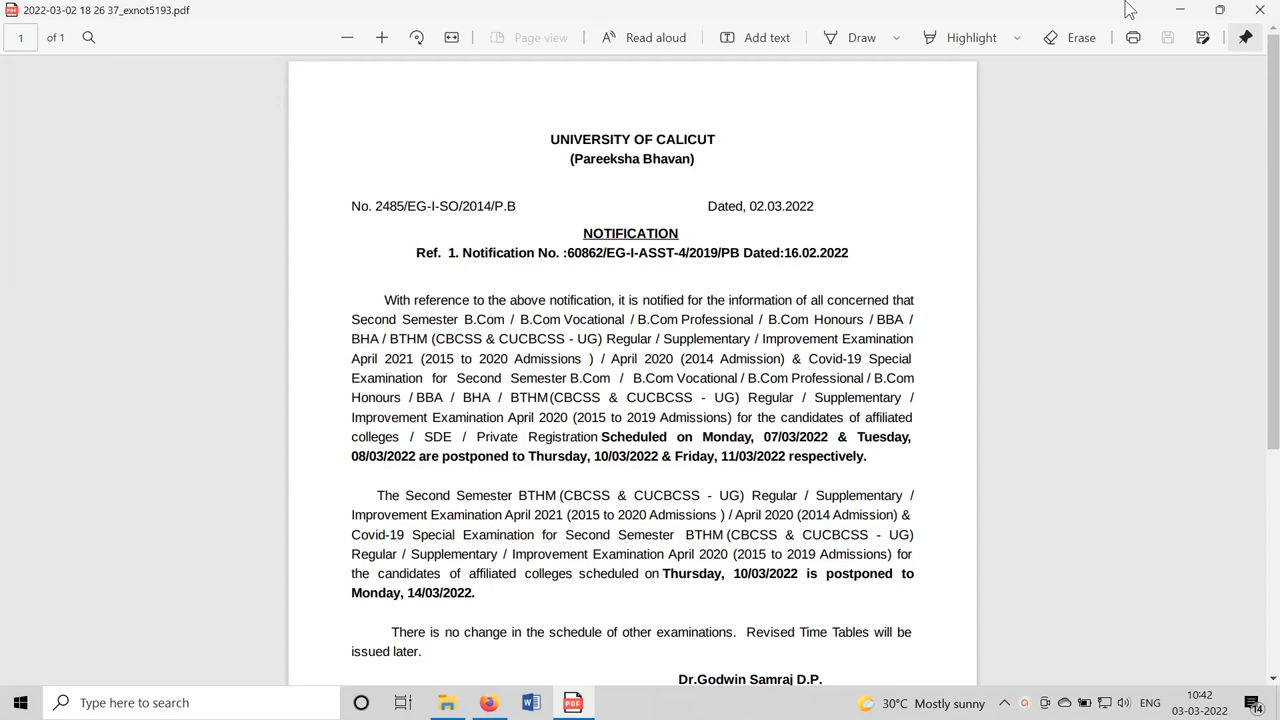 2022-03-02 18 26 37_exnot5193.pdf
1 of 1 Page view Read aloud Add text Draw Highlight Erase
UNIVERSITY OF CALICUT
(Pareeksha Bhavan)
No. 2485/EG-I-SO/2014/P.B Dated, 02.03.2022
NOTIFICATION
Ref. 1. Notification No. :60862/EG-I-ASST-4/2019/PB Dated:16.02.2022
With reference to the above notification, it is notified for the information of all concerned that
Second Semester B.Com / B.Com Vocational / B.Com Professional / B.Com Honours / BBA /
BHA / BTHM (CBCSS & CUCBCSS - UG) Regular / Supplementary / Improvement Examination
April 2021 (2015 to 2020 Admissions ) / April 2020 (2014 Admission) & Covid-19 Special
Examination for Second Semester B.Com / B.Com Vocational / B.Com Professional / B.Com
Honours / BBA / BHA / BTHM(CBCSS & CUCBCSS - UG) Regular / Supplementary /
Improvement Examination April 2020 (2015 to 2019 Admissions) for the candidates of affiliated
colleges / SDE / Private Registration Scheduled on Monday, 07/03/2022 & Tuesday,
08/03/2022 are postponed to Thursday, 10/03/2022 & Friday, 11/03/2022 respectively.
The Second Semester BTHM (CBCSS & CUCBCSS - UG) Regular / Supplementary /
Improvement Examination April 2021 (2015 to 2020 Admissions ) / April 2020 (2014 Admission) &
Covid-19 Special Examination for Second Semester BTHM (CBCSS & CUCBCSS - UG)
Regular / Supplementary / Improvement Examination April 2020 (2015 to 2019 Admissions) for
the candidates of affiliated colleges scheduled on Thursday, 10/03/2022 is postponed to
Monday, 14/03/2022.
There is no change in the schedule of other examinations. Revised Time Tables will be
issued later.
Dr.Godwin Samraj D.P.
Type here to search 30°C Mostly sunny ENG 10:42
03-03-2022 14